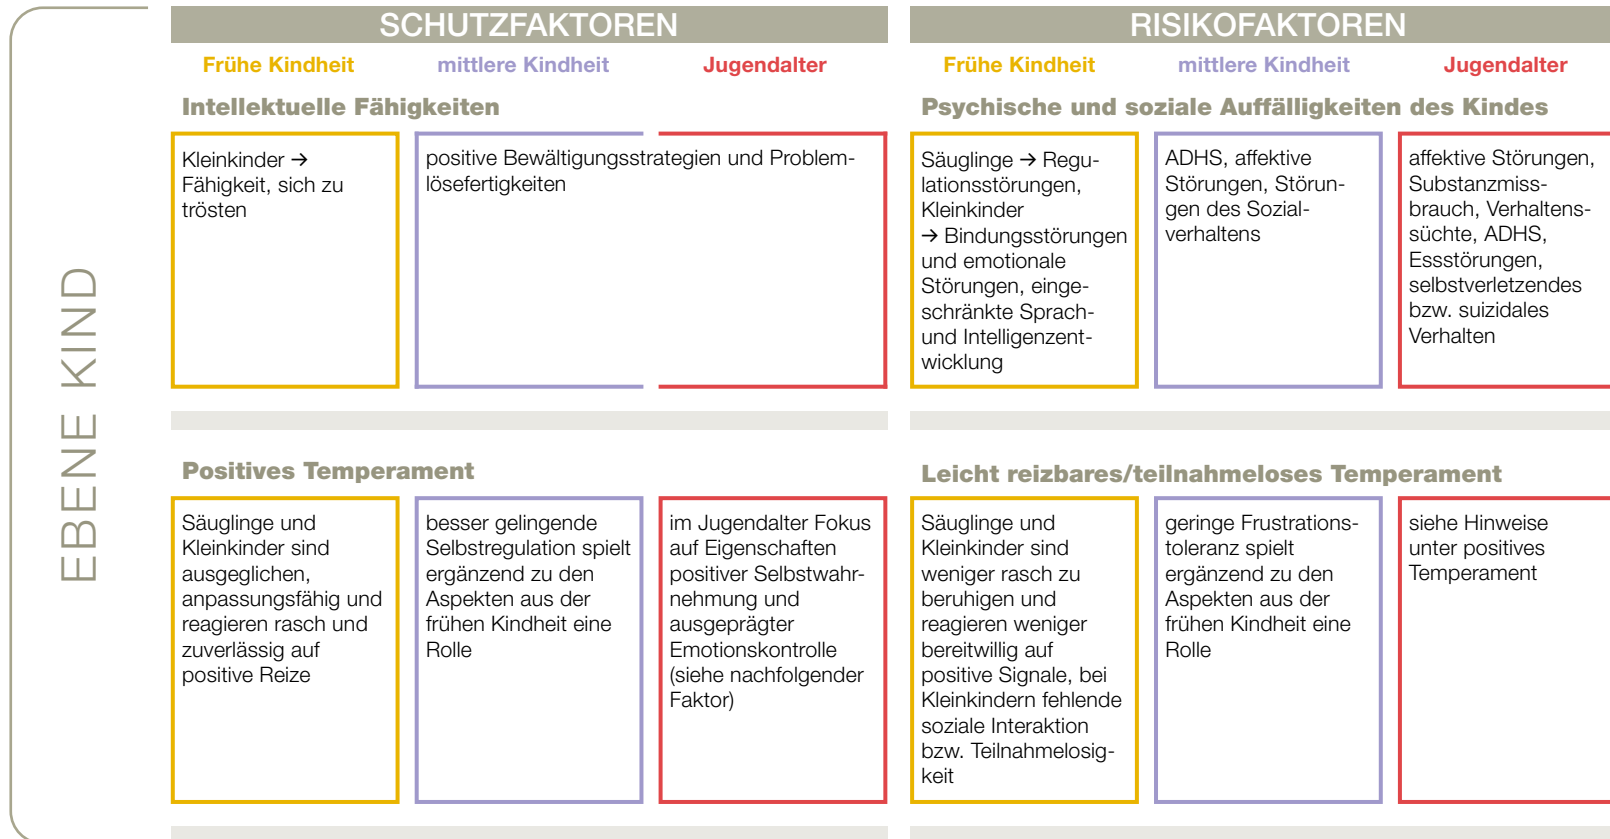 EBENE KIND
SCHUTZFAKTOREN
Frühe Kindheit
mittlere Kindheit
Jugendalter
Intellektuelle Fähigkeiten
Kleinkinder →
Fähigkeit, sich zu
trösten
positive Bewältigungsstrategien und Problem-
lösefertigkeiten
Positives Temperament
Säuglinge und
Kleinkinder sind
ausgeglichen,
anpassungsfähig und
reagieren rasch und
zuverlässig auf
positive Reize
besser gelingende
Selbstregulation spielt
ergänzend zu den
Aspekten aus der
frühen Kindheit eine
Rolle
im Jugendalter Fokus
auf Eigenschaften
positiver Selbstwahr-
nehmung und
ausgeprägter
Emotionskontrolle
(siehe nachfolgender
Faktor)
RISIKOFAKTOREN
Frühe Kindheit
mittlere Kindheit
Jugendalter
Psychische und soziale Auffälligkeiten des Kindes
Säuglinge → Regu-
lationsstörungen,
Kleinkinder
→ Bindungsstörungen
und emotionale
Störungen, einge-
schränkte Sprach-
und Intelligenzent-
wicklung
ADHS, affektive
Störungen, Störun-
gen des Sozial-
verhaltens
affektive Störungen,
Substanzmiss-
brauch, Verhaltens-
süchte, ADHS,
Essstörungen,
selbstverletzendes
bzw. suizidales
Verhalten
Leicht reizbares/teilnahmeloses Temperament
Säuglinge und
Kleinkinder sind
weniger rasch zu
beruhigen und
reagieren weniger
bereitwillig auf
positive Signale, bei
Kleinkindern fehlende
soziale Interaktion
bzw. Teilnahmelosig-
keit
geringe Frustrations-
toleranz spielt
ergänzend zu den
Aspekten aus der
frühen Kindheit eine
Rolle
siehe Hinweise
unter positives
Temperament